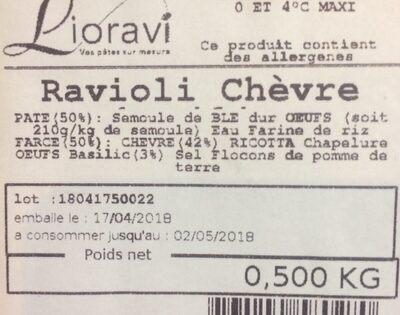 Lioravi
Vos pâtes sur mesure
0 ET 4°C MAXI
Ce produit contient
des allergenes
Ravioli Chèvre
PATE(50%): Semoule de BLE dur OEUFS (soit
210g/kg de semoule) Eau Farine de riz
FARCE(50%): CHEVRE(42%) RICOTTA Chapelure
OEUFS Basilic(3%) Sel Flocons de pomme de
terre
lot :18041750022
emballe le : 17/04/2018
a consommer jusqu'au : 02/05/2018
Poids net
0,500 KG